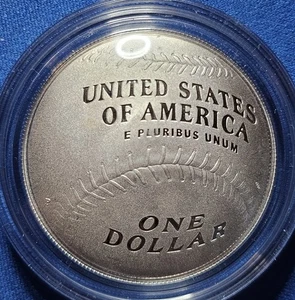 UNITED STATES
OF AMERICA
E PLURIBUS UNUM
ONE
DOLLAR